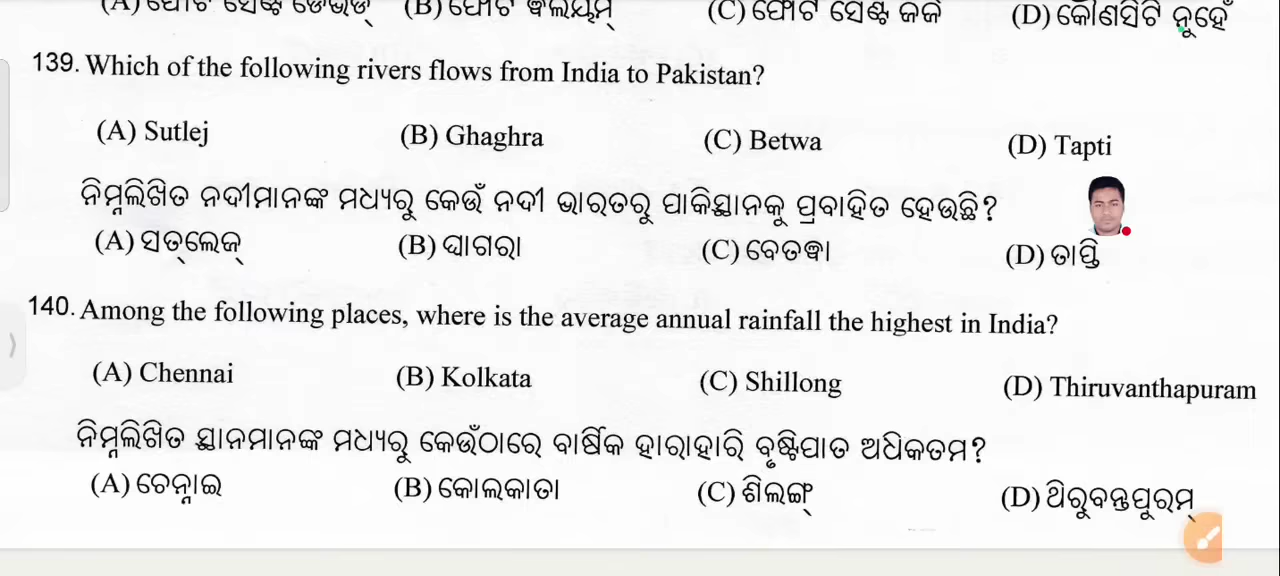 (A) ଫୋର୍ଟ ସେଣ୍ଟ ଡେଭିଡ୍ (B) ଫୋର୍ଟ ୱିଲିୟମ୍ (C) ଫୋର୍ଟ ସେଣ୍ଟ ଜର୍ଜ (D) କୌଣସିଟି ନୁହେଁ
139. Which of the following rivers flows from India to Pakistan?
(A) Sutlej (B) Ghaghra (C) Betwa (D) Tapti
ନିମ୍ନଲିଖିତ ନଦୀମାନଙ୍କ ମଧ୍ୟରୁ କେଉଁ ନଦୀ ଭାରତରୁ ପାକିସ୍ଥାନକୁ ପ୍ରବାହିତ ହେଉଛି?
(A) ସତ୍‌ଲେଜ୍ (B) ଘାଗରା (C) ବେତୱା (D) ତାପ୍ତି
140. Among the following places, where is the average annual rainfall the highest in India?
(A) Chennai (B) Kolkata (C) Shillong (D) Thiruvanthapuram
ନିମ୍ନଲିଖିତ ସ୍ଥାନମାନଙ୍କ ମଧ୍ୟରୁ କେଉଁଠାରେ ବାର୍ଷିକ ହାରାହାରି ବୃଷ୍ଟିପାତ ଅଧିକତମ?
(A) ଚେନ୍ନାଇ (B) କୋଲକାତା (C) ଶିଲଙ୍ଗ୍ (D) ଥିରୁବନ୍ତପୁରମ୍